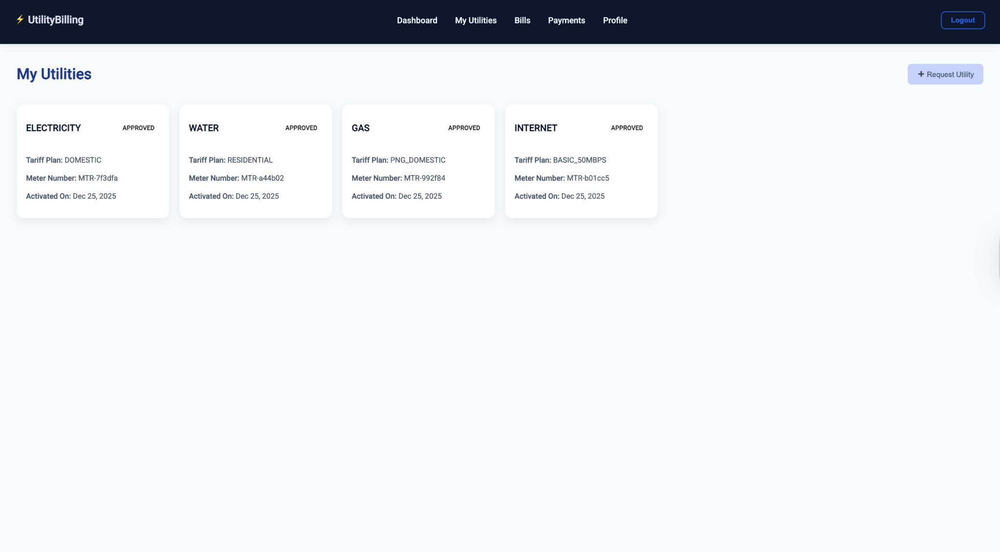 ⚡ UtilityBilling
Dashboard My Utilities Bills Payments Profile
Logout
My Utilities
+ Request Utility
ELECTRICITY APPROVED
Tariff Plan: DOMESTIC
Meter Number: MTR-7f3dfa
Activated On: Dec 25, 2025
WATER APPROVED
Tariff Plan: RESIDENTIAL
Meter Number: MTR-a44b02
Activated On: Dec 25, 2025
GAS APPROVED
Tariff Plan: PNG_DOMESTIC
Meter Number: MTR-992f84
Activated On: Dec 25, 2025
INTERNET APPROVED
Tariff Plan: BASIC_50MBPS
Meter Number: MTR-b01cc5
Activated On: Dec 25, 2025